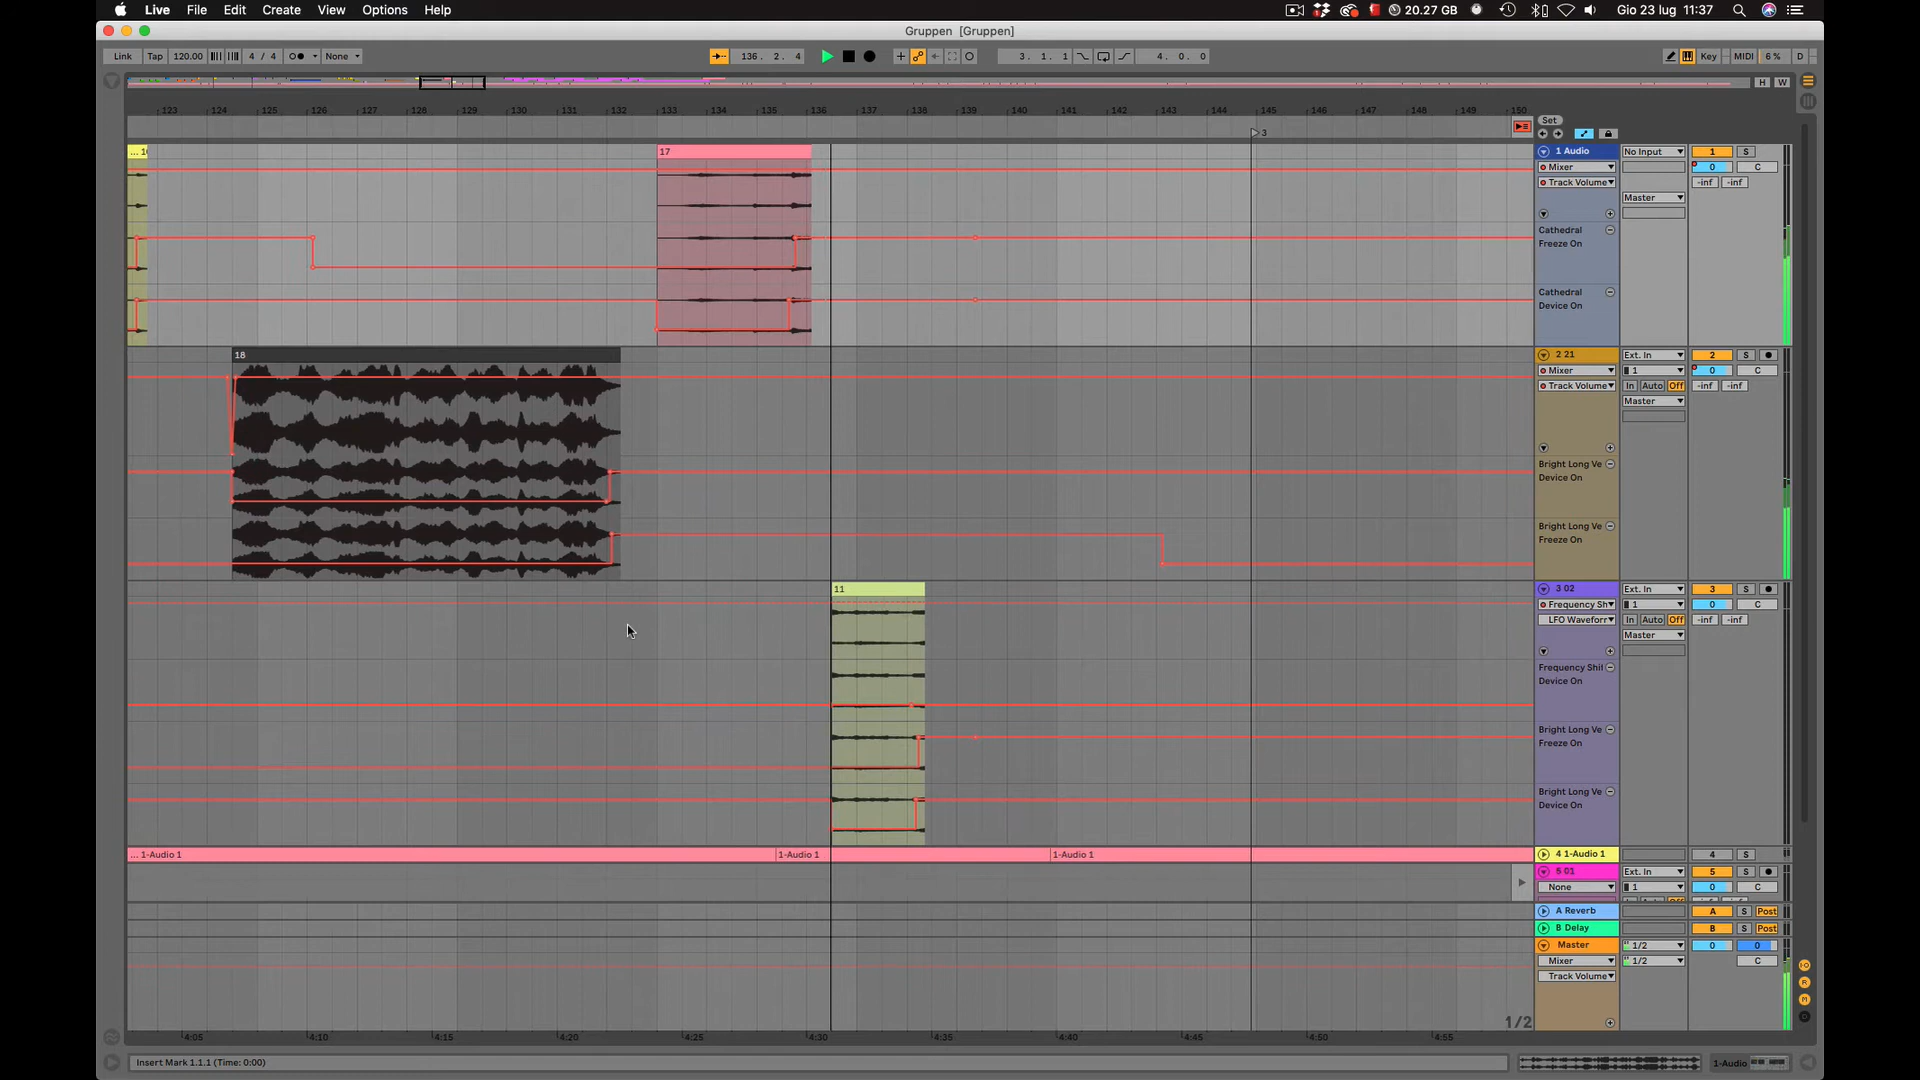 Live File Edit Create View Options Help 20.27 GB Gio 23 lug 11:37
Gruppen [Gruppen]
Link Tap 120.00 4 / 4 None 136. 2. 4 3. 1. 1 4. 0. 0 Key MIDI 6 % D
H W
123 124 125 126 127 128 129 130 131 132 133 134 135 136 137 138 139 140 141 142 143 144 145 146 147 148 149 150
Set
3
17
1 Audio No Input 1 S
Mixer 0 C
Track Volume -inf -inf
Master
Cathedral
Freeze On
Cathedral
Device On
18
2 21 Ext. In 2 S
Mixer 1 0 C
Track Volume In Auto Off -inf -inf
Master
Bright Long Ve
Device On
Bright Long Ve
Freeze On
11
3 02 Ext. In 3 S
Frequency Sh 1 0 C
LFO Waveforr In Auto Off -inf -inf
Master
Frequency Shil
Device On
Bright Long Ve
Freeze On
Bright Long Ve
Device On
... 1-Audio 1 1-Audio 1 1-Audio 1 4 1-Audio 1 4 S
5 01 Ext. In 5 S
None 1 0 C
A Reverb A S Post
B Delay B S Post
Master 1/2 0 0
Mixer 1/2 C
Track Volume
1/2
4:05 4:10 4:15 4:20 4:25 4:30 4:35 4:40 4:45 4:50 4:55
Insert Mark 1.1.1 (Time: 0:00) 1-Audio